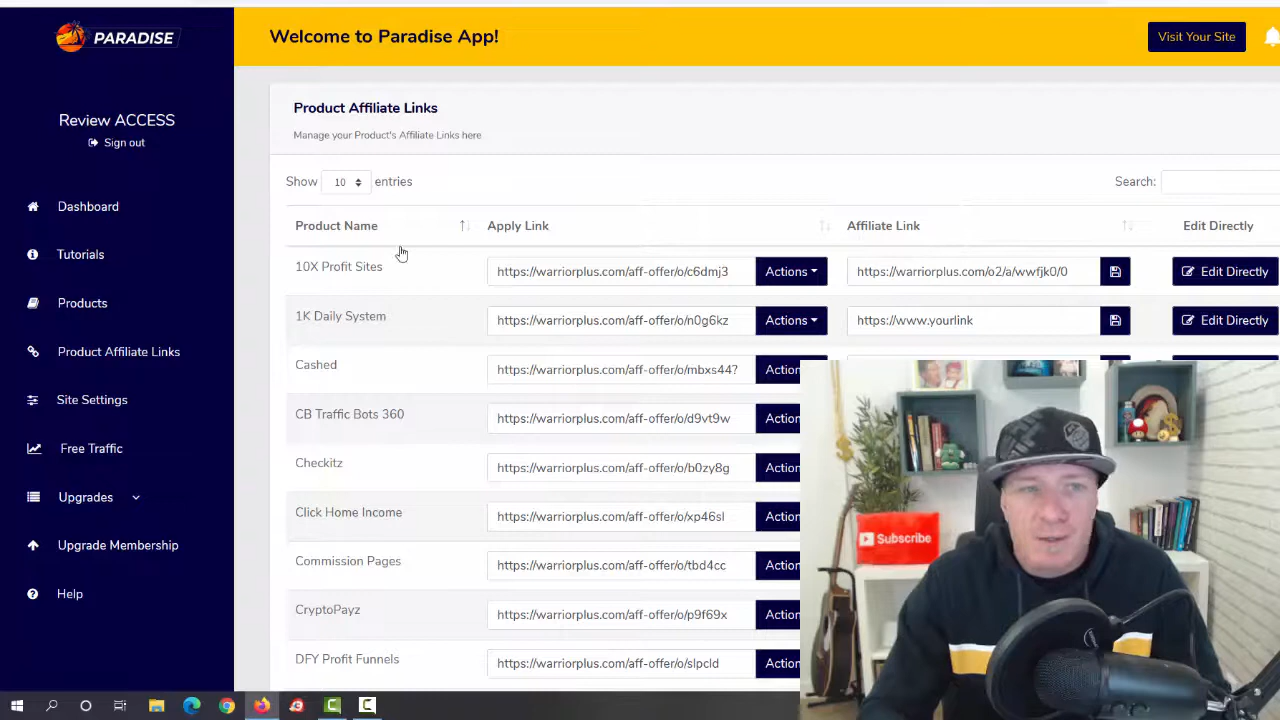 PARADISE
Welcome to Paradise App!
Visit Your Site
Review ACCESS
Sign out
Dashboard
Tutorials
Products
Product Affiliate Links
Site Settings
Free Traffic
Upgrades
Upgrade Membership
Help
Product Affiliate Links
Manage your Product's Affiliate Links here
Show 10 entries
Search:
Product Name Apply Link Affiliate Link Edit Directly
10X Profit Sites https://warriorplus.com/aff-offer/o/c6dmj3 Actions https://warriorplus.com/o2/a/wwfjk0/0 Edit Directly
1K Daily System https://warriorplus.com/aff-offer/o/n0g6kz Actions https://www.yourlink Edit Directly
Cashed https://warriorplus.com/aff-offer/o/mbxs44? Action
CB Traffic Bots 360 https://warriorplus.com/aff-offer/o/d9vt9w Action
Checkitz https://warriorplus.com/aff-offer/o/b0zy8g Action
Click Home Income https://warriorplus.com/aff-offer/o/xp46sl Action
Commission Pages https://warriorplus.com/aff-offer/o/tbd4cc Action
CryptoPayz https://warriorplus.com/aff-offer/o/p9f69x Action
DFY Profit Funnels https://warriorplus.com/aff-offer/o/slpcld Action
Subscribe